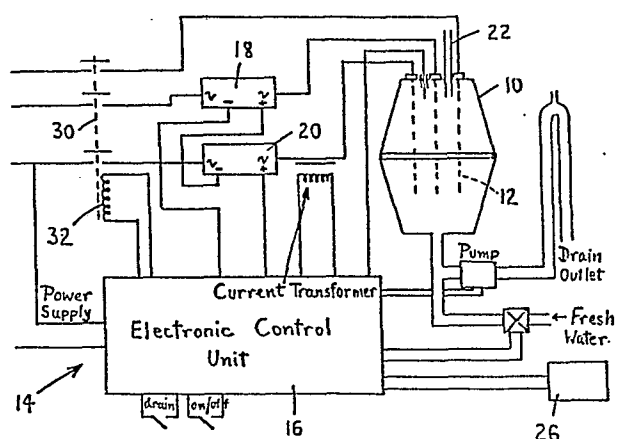 18
22
10
~ - ~ +
30
20
~ - ~ +
12
32
Pump
Drain
Outlet
Power
Supply
Current Transformer
Electronic Control
Unit
← Fresh
Water.
14
drain
on/off
16
26